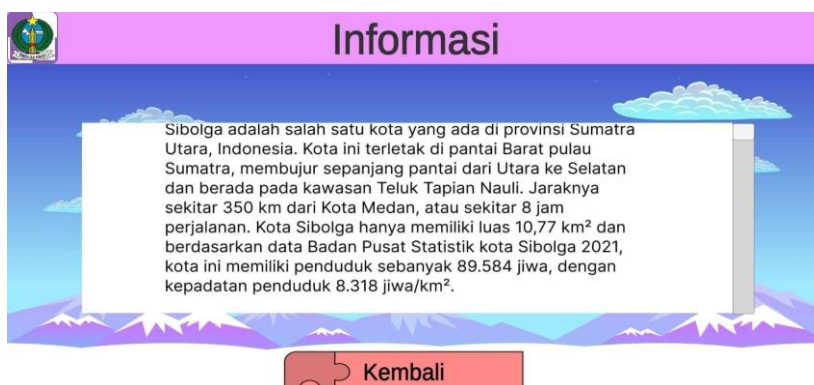 Informasi
Sibolga adalah salah satu kota yang ada di provinsi Sumatra
Utara, Indonesia. Kota ini terletak di pantai Barat pulau
Sumatra, membujur sepanjang pantai dari Utara ke Selatan
dan berada pada kawasan Teluk Tapian Nauli. Jaraknya
sekitar 350 km dari Kota Medan, atau sekitar 8 jam
perjalanan. Kota Sibolga hanya memiliki luas 10,77 km² dan
berdasarkan data Badan Pusat Statistik kota Sibolga 2021,
kota ini memiliki penduduk sebanyak 89.584 jiwa, dengan
kepadatan penduduk 8.318 jiwa/km².
Kembali